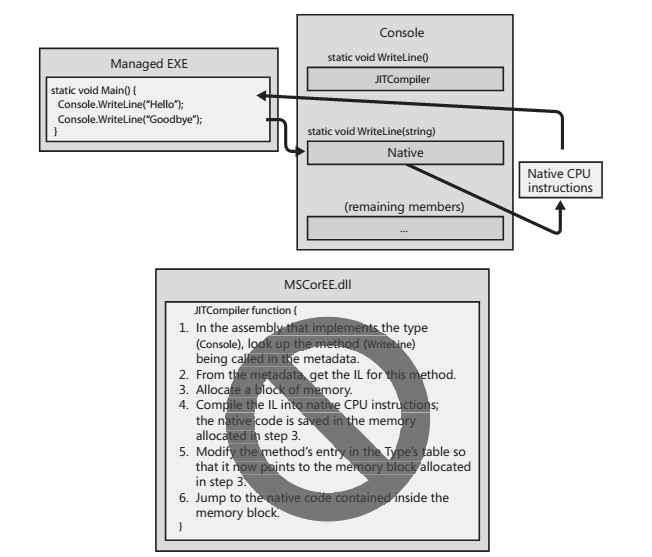 Managed EXE
static void Main() {
Console.WriteLine(“Hello”);
Console.WriteLine(“Goodbye”);
}
Console
static void WriteLine()
JITCompiler
static void WriteLine(string)
Native
(remaining members)
...
Native CPU
instructions
MSCorEE.dll
JITCompiler function {
1. In the assembly that implements the type
(Console), look up the method (WriteLine)
being called in the metadata.
2. From the metadata, get the IL for this method.
3. Allocate a block of memory.
4. Compile the IL into native CPU instructions;
the native code is saved in the memory
allocated in step 3.
5. Modify the method’s entry in the Type’s table so
that it now points to the memory block allocated
in step 3.
6. Jump to the native code contained inside the
memory block.
}